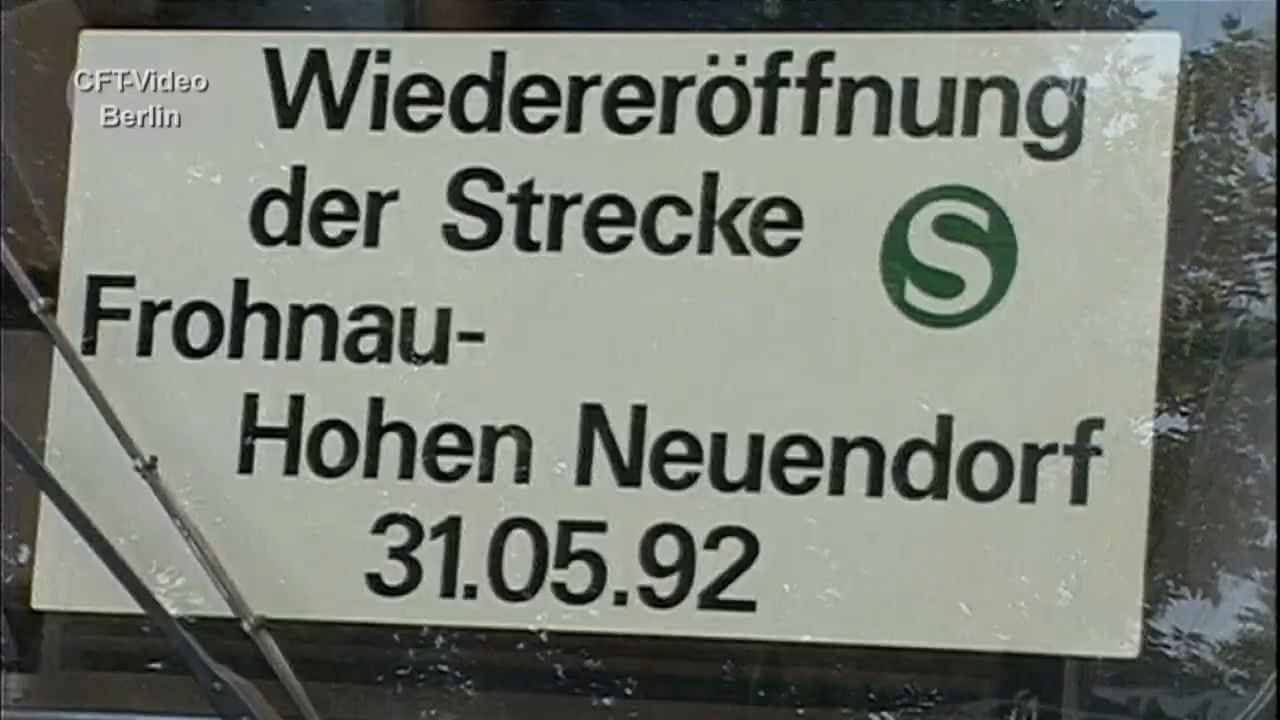 CFT-Video
Berlin
Wiedereröffnung
der Strecke S
Frohnau-
Hohen Neuendorf
31.05.92